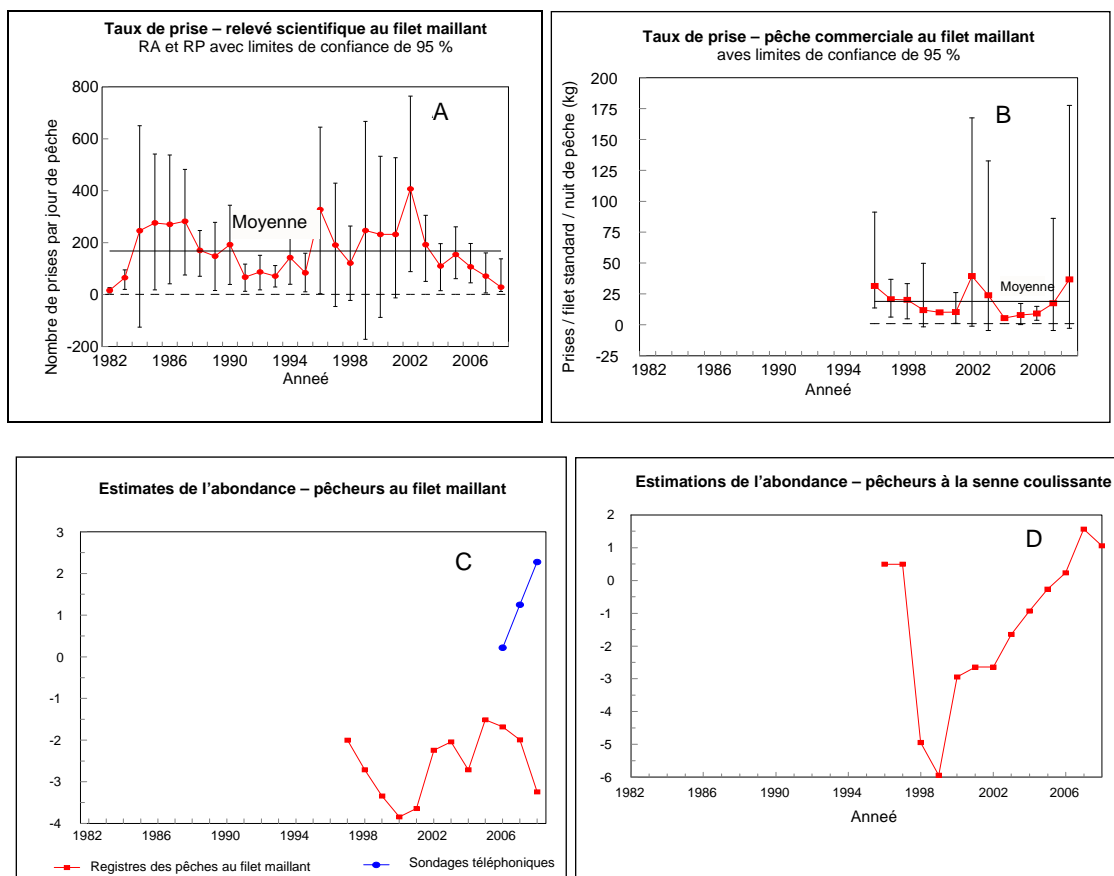 Taux de prise – relevé scientifique au filet maillant
RA et RP avec limites de confiance de 95 %
A
Nombre de prises par jour de pêche
800
600
400
200
0
-200
Moyenne
1982 1986 1990 1994 1998 2002 2006
Anneé
Taux de prise – pêche commerciale au filet maillant
aves limites de confiance de 95 %
B
Prises / filet standard / nuit de pêche (kg)
200
175
150
125
100
75
50
25
0
-25
Moyenne
1982 1986 1990 1994 1998 2002 2006
Anneé
Estimates de l'abondance – pêcheurs au filet maillant
C
3
2
1
0
-1
-2
-3
-4
1982 1986 1990 1994 1998 2002 2006
Registres des pêches au filet maillant
Sondages téléphoniques
Estimations de l'abondance – pêcheurs à la senne coulissante
D
2
1
0
-1
-2
-3
-4
-5
-6
1982 1986 1990 1994 1998 2002 2006
Anneé